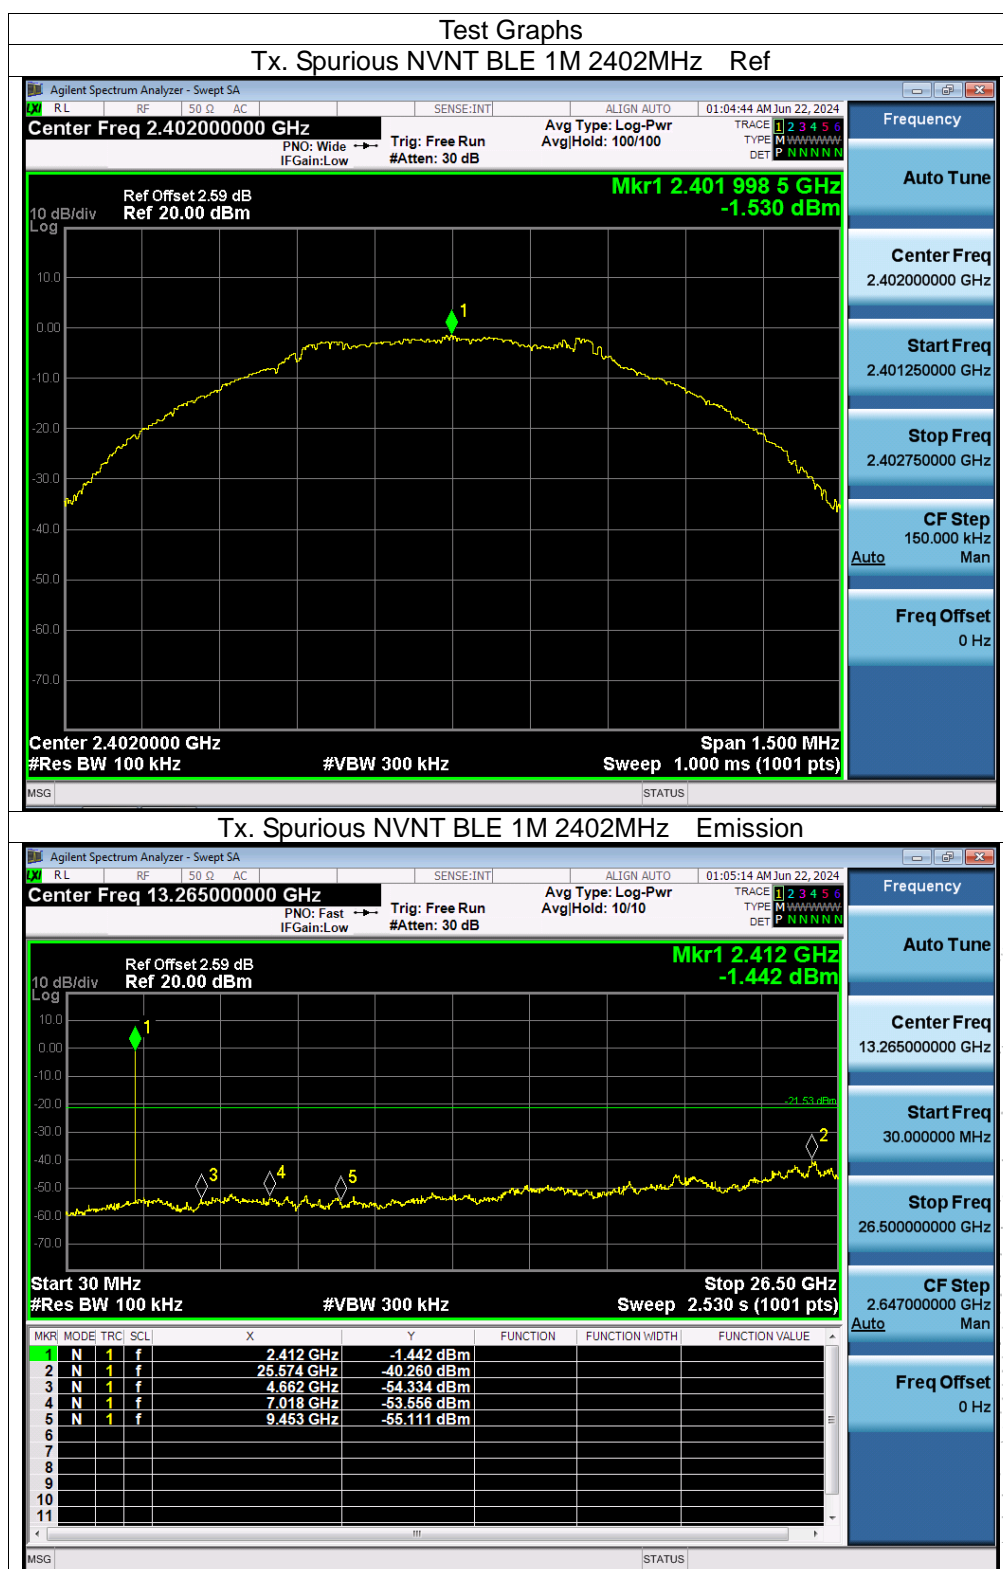 Test Graphs
Tx. Spurious NVNT BLE 1M 2402MHz Ref
Agilent Spectrum Analyzer - Swept SA
LXI RL RF 50 Ω AC SENSE:INT ALIGN AUTO 01:04:44 AM Jun 22, 2024
Center Freq 2.402000000 GHz
PNO: Wide
IFGain:Low
Trig: Free Run
#Atten: 30 dB
Avg Type: Log-Pwr
Avg|Hold: 100/100
TRACE 1 2 3 4 5 6
TYPE M WWWWW
DET P N N N N N
Frequency
Auto Tune
Center Freq
2.402000000 GHz
Start Freq
2.401250000 GHz
Stop Freq
2.402750000 GHz
CF Step
150.000 kHz
Auto Man
Freq Offset
0 Hz
Mkr1 2.401 998 5 GHz
-1.530 dBm
Ref Offset 2.59 dB
10 dB/div Ref 20.00 dBm
Log
10.0
0.00
-10.0
-20.0
-30.0
-40.0
-50.0
-60.0
-70.0
1
Center 2.4020000 GHz Span 1.500 MHz
#Res BW 100 kHz #VBW 300 kHz Sweep 1.000 ms (1001 pts)
MSG STATUS
Tx. Spurious NVNT BLE 1M 2402MHz Emission
Agilent Spectrum Analyzer - Swept SA
LXI RL RF 50 Ω AC SENSE:INT ALIGN AUTO 01:05:14 AM Jun 22, 2024
Center Freq 13.265000000 GHz
PNO: Fast
IFGain:Low
Trig: Free Run
#Atten: 30 dB
Avg Type: Log-Pwr
Avg|Hold: 10/10
TRACE 1 2 3 4 5 6
TYPE M WWWWW
DET P N N N N N
Frequency
Auto Tune
Center Freq
13.265000000 GHz
Start Freq
30.000000 MHz
Stop Freq
26.500000000 GHz
CF Step
2.647000000 GHz
Auto Man
Freq Offset
0 Hz
Mkr1 2.412 GHz
-1.442 dBm
Ref Offset 2.59 dB
10 dB/div Ref 20.00 dBm
Log
10.0
0.00
-10.0
-20.0
-30.0
-40.0
-50.0
-60.0
-70.0
1
-21.53 dBm
2
3
4
5
Start 30 MHz Stop 26.50 GHz
#Res BW 100 kHz #VBW 300 kHz Sweep 2.530 s (1001 pts)
MKR MODE TRC SCL X Y FUNCTION FUNCTION WIDTH FUNCTION VALUE
1 N 1 f 2.412 GHz -1.442 dBm
2 N 1 f 25.574 GHz -40.260 dBm
3 N 1 f 4.662 GHz -54.334 dBm
4 N 1 f 7.018 GHz -53.556 dBm
5 N 1 f 9.453 GHz -55.111 dBm
6
7
8
9
10
11
MSG STATUS